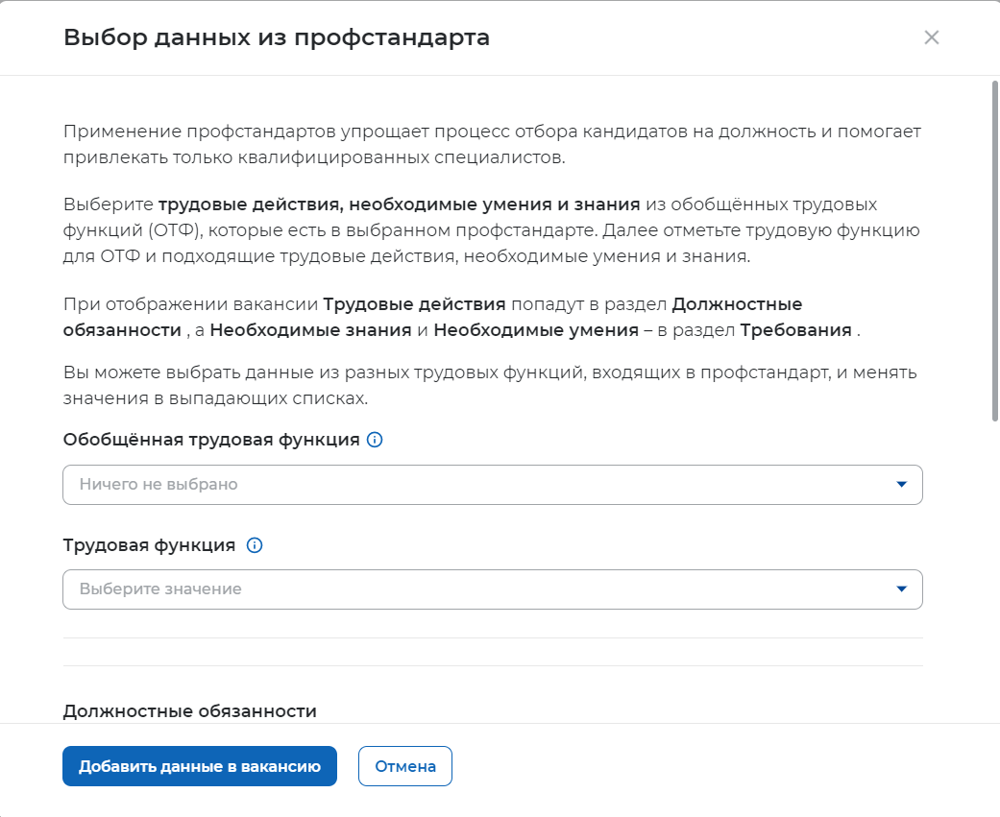 Выбор данных из профстандарта
Применение профстандартов упрощает процесс отбора кандидатов на должность и помогает
привлекать только квалифицированных специалистов.
Выберите трудовые действия, необходимые умения и знания из обобщённых трудовых
функций (ОТФ), которые есть в выбранном профстандарте. Далее отметьте трудовую функцию
для ОТФ и подходящие трудовые действия, необходимые умения и знания.
При отображении вакансии Трудовые действия попадут в раздел Должностные
обязанности , а Необходимые знания и Необходимые умения – в раздел Требования .
Вы можете выбрать данные из разных трудовых функций, входящих в профстандарт, и менять
значения в выпадающих списках.
Обобщённая трудовая функция
Ничего не выбрано
Трудовая функция
Выберите значение
Должностные обязанности
Добавить данные в вакансию Отмена